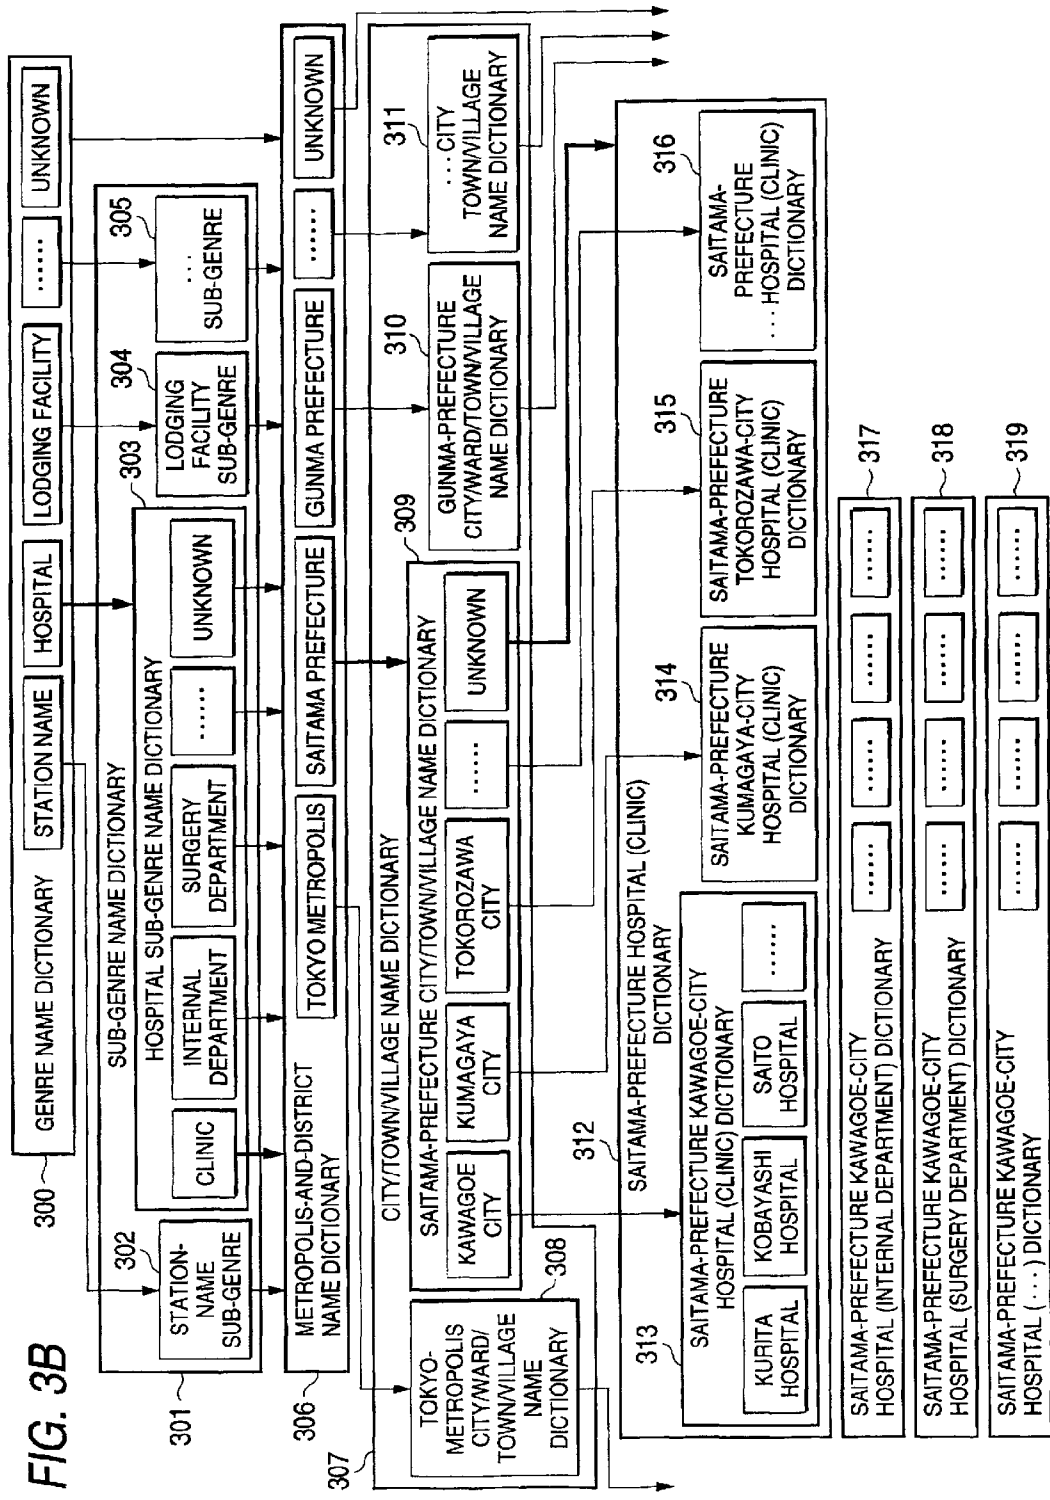 FIG. 3B
300
GENRE NAME DICTIONARY
STATION NAME
HOSPITAL
LODGING FACILITY
......
UNKNOWN
301
SUB-GENRE NAME DICTIONARY
302
STATION-
NAME
SUB-GENRE
303
HOSPITAL SUB-GENRE NAME DICTIONARY
CLINIC
INTERNAL
DEPARTMENT
SURGERY
DEPARTMENT
......
UNKNOWN
304
LODGING
FACILITY
SUB-GENRE
305
...
SUB-GENRE
306
METROPOLIS-AND-DISTRICT
NAME DICTIONARY
TOKYO METROPOLIS
SAITAMA PREFECTURE
GUNMA PREFECTURE
......
UNKNOWN
307
CITY/TOWN/VILLAGE NAME DICTIONARY
308
TOKYO-
METROPOLIS
CITY/WARD/
TOWN/VILLAGE
NAME
DICTIONARY
309
SAITAMA-PREFECTURE CITY/TOWN/VILLAGE NAME DICTIONARY
KAWAGOE
CITY
KUMAGAYA
CITY
TOKOROZAWA
CITY
......
UNKNOWN
310
GUNMA-PREFECTURE
CITY/WARD/TOWN/VILLAGE
NAME DICTIONARY
311
... CITY
TOWN/VILLAGE
NAME DICTIONARY
312
SAITAMA-PREFECTURE HOSPITAL (CLINIC)
DICTIONARY
313
SAITAMA-PREFECTURE KAWAGOE-CITY
HOSPITAL (CLINIC) DICTIONARY
KURITA
HOSPITAL
KOBAYASHI
HOSPITAL
SAITO
HOSPITAL
......
314
SAITAMA-PREFECTURE
KUMAGAYA-CITY
HOSPITAL (CLINIC)
DICTIONARY
315
SAITAMA-PREFECTURE
TOKOROZAWA-CITY
HOSPITAL (CLINIC)
DICTIONARY
316
SAITAMA-
PREFECTURE
... HOSPITAL (CLINIC)
DICTIONARY
SAITAMA-PREFECTURE KAWAGOE-CITY
HOSPITAL (INTERNAL DEPARTMENT) DICTIONARY
...... ...... ...... ......
317
SAITAMA-PREFECTURE KAWAGOE-CITY
HOSPITAL (SURGERY DEPARTMENT) DICTIONARY
...... ...... ...... ......
318
SAITAMA-PREFECTURE KAWAGOE-CITY
HOSPITAL (...) DICTIONARY
...... ...... ...... ......
319